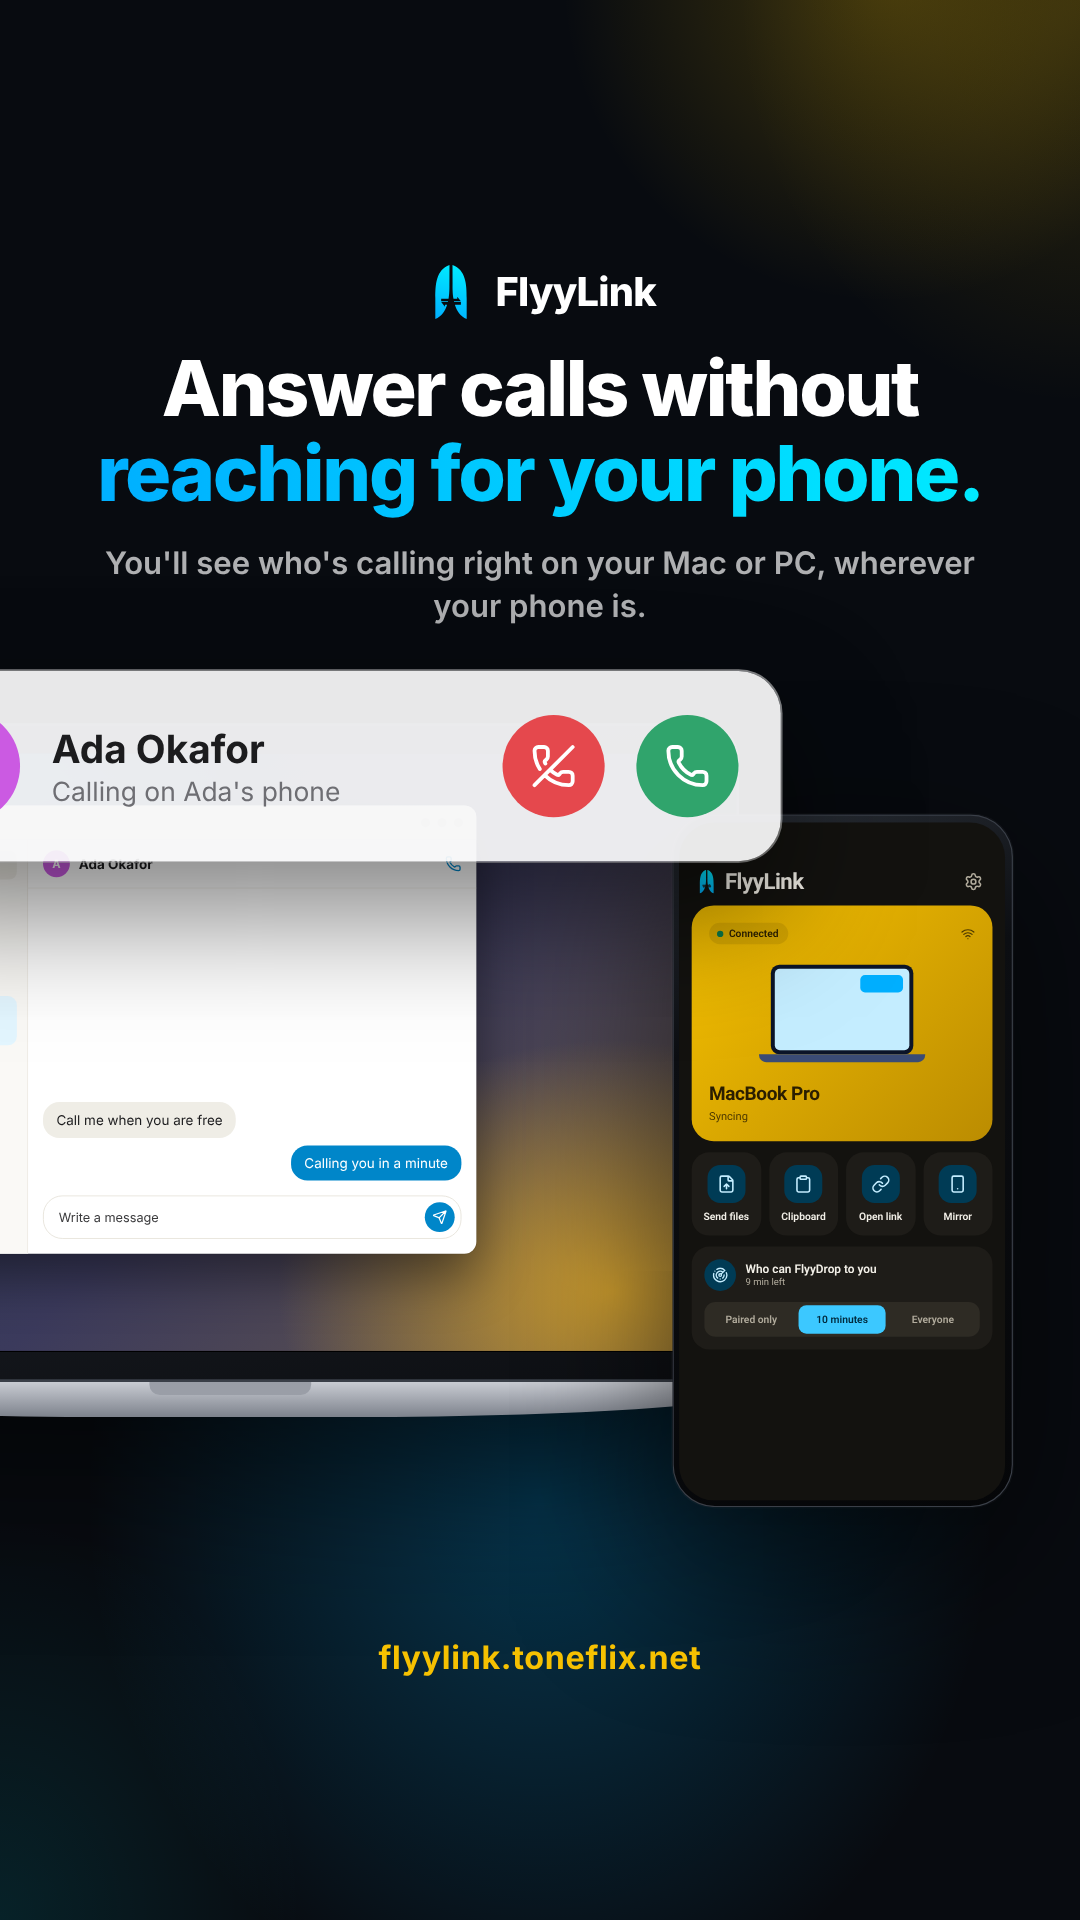 FlyyLink
Answer calls without
reaching for your phone.
You'll see who's calling right on your Mac or PC, wherever
your phone is.
Ada Okafor
Calling on Ada's phone
A
Ada Okafor
Call me when you are free
Calling you in a minute
Write a message
FlyyLink
Connected
MacBook Pro
Syncing
Send files
Clipboard
Open link
Mirror
Who can FlyyDrop to you
9 min left
Paired only
10 minutes
Everyone
flyylink.toneflix.net